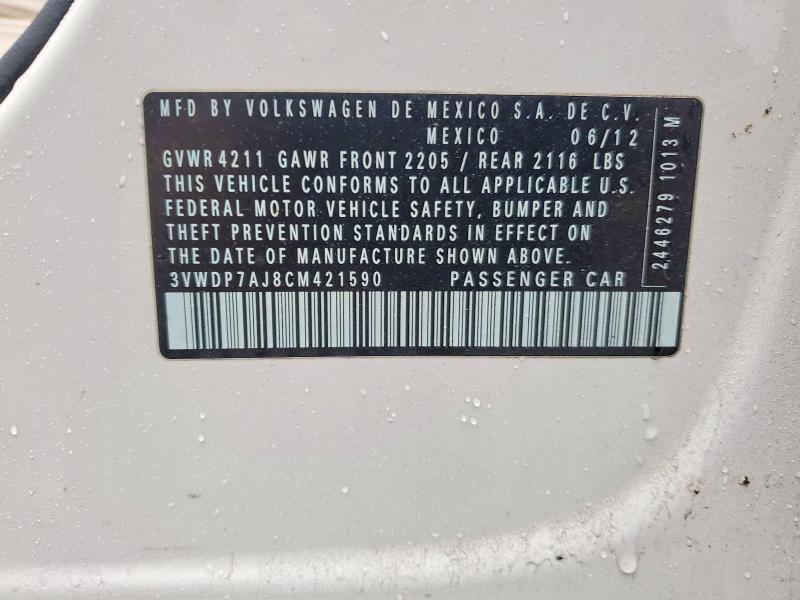 MFD BY VOLKSWAGEN DE MEXICO S.A. DE C.V.
MEXICO 06/12
GVWR 4211 GAWR FRONT 2205 / REAR 2116 LBS
THIS VEHICLE CONFORMS TO ALL APPLICABLE U.S.
FEDERAL MOTOR VEHICLE SAFETY, BUMPER AND
THEFT PREVENTION STANDARDS IN EFFECT ON
THE DATE OF MANUFACTURE SHOWN ABOVE.
3VWDP7AJ8CM421590 PASSENGER CAR
2446279 1013 M